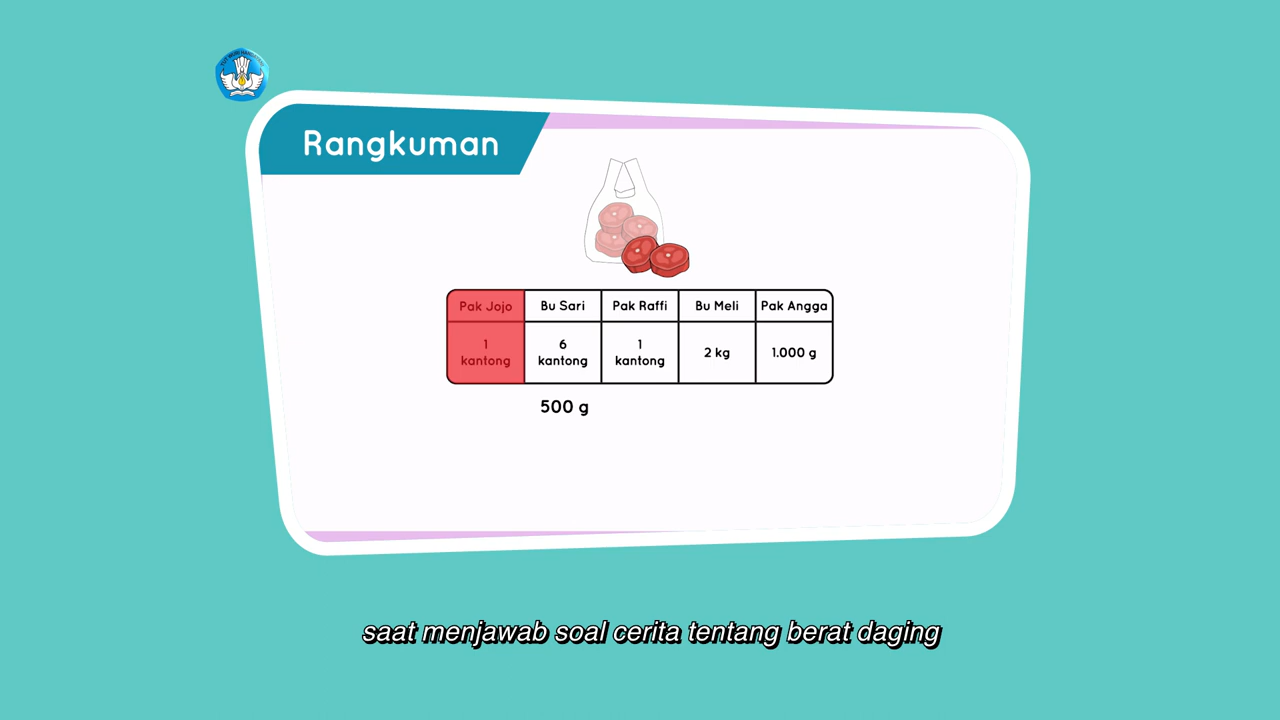 Rangkuman
Pak Jojo Bu Sari Pak Raffi Bu Meli Pak Angga
1 kantong 6 kantong 1 kantong 2 kg 1.000 g
500 g
saat menjawab soal cerita tentang berat daging